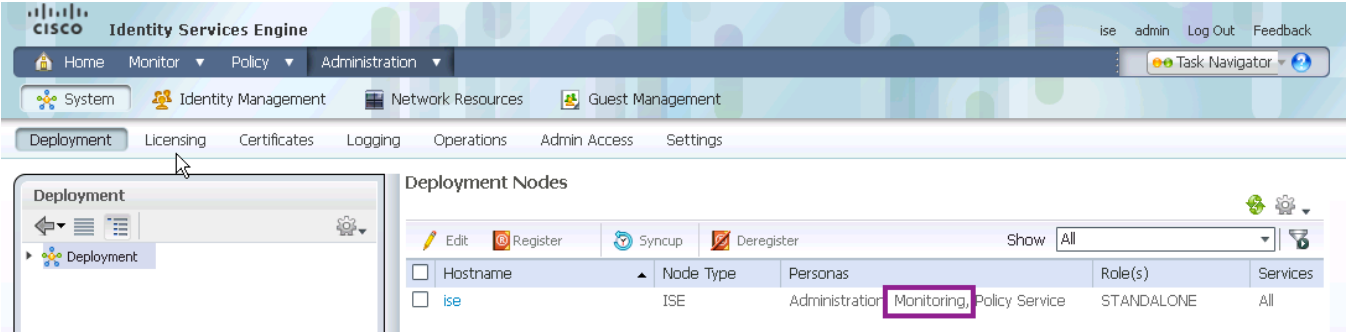 CISCO Identity Services Engine
ise admin Log Out Feedback
Home Monitor Policy Administration
Task Navigator
System Identity Management Network Resources Guest Management
Deployment Licensing Certificates Logging Operations Admin Access Settings
Deployment
Deployment
Deployment Nodes
Edit Register Syncup Deregister Show All
Hostname Node Type Personas Role(s) Services
ise ISE Administration Monitoring, Policy Service STANDALONE All